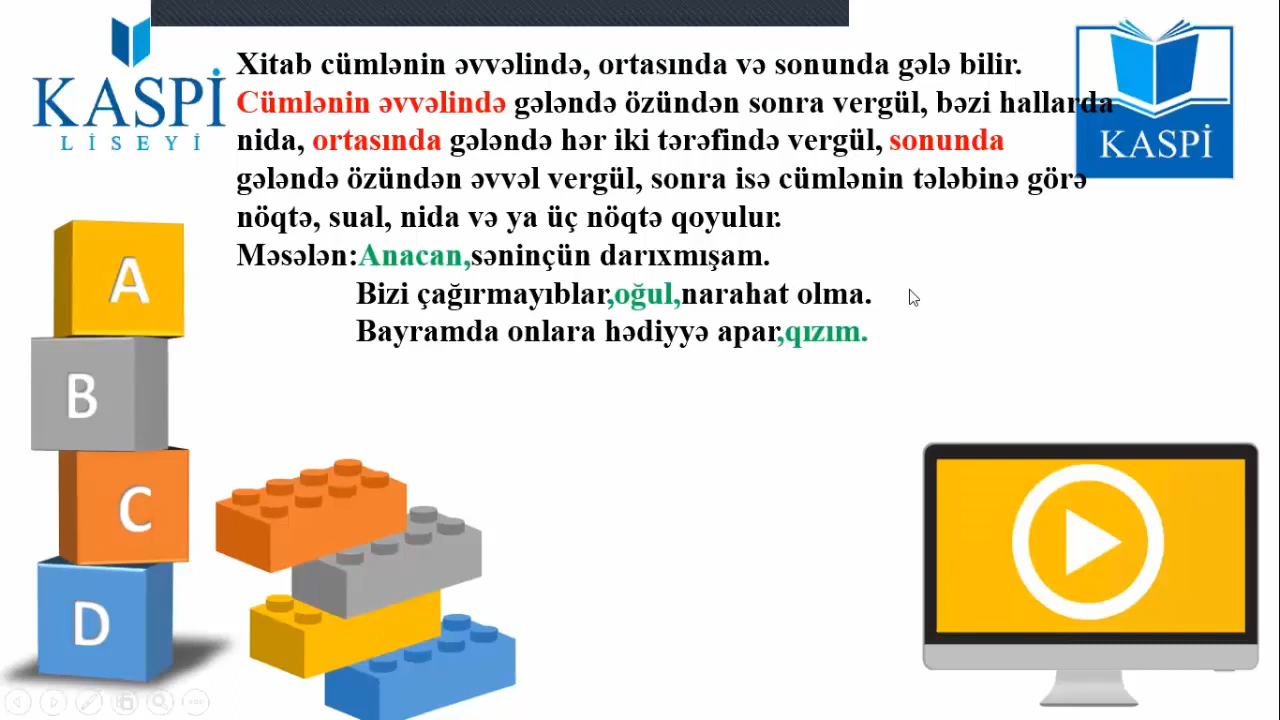 KASPİ
LİSEYİ
Xitab cümlənin əvvəlində, ortasında və sonunda gələ bilir.
Cümlənin əvvəlində gələndə özündən sonra vergül, bəzi hallarda
nida, ortasında gələndə hər iki tərəfində vergül, sonunda
gələndə özündən əvvəl vergül, sonra isə cümlənin tələbinə görə
nöqtə, sual, nida və ya üç nöqtə qoyulur.
Məsələn:Anacan,səninçün darıxmışam.
Bizi çağırmayıblar,oğul,narahat olma.
Bayramda onlara hədiyyə apar,qızım.
KASPİ
A
B
C
D